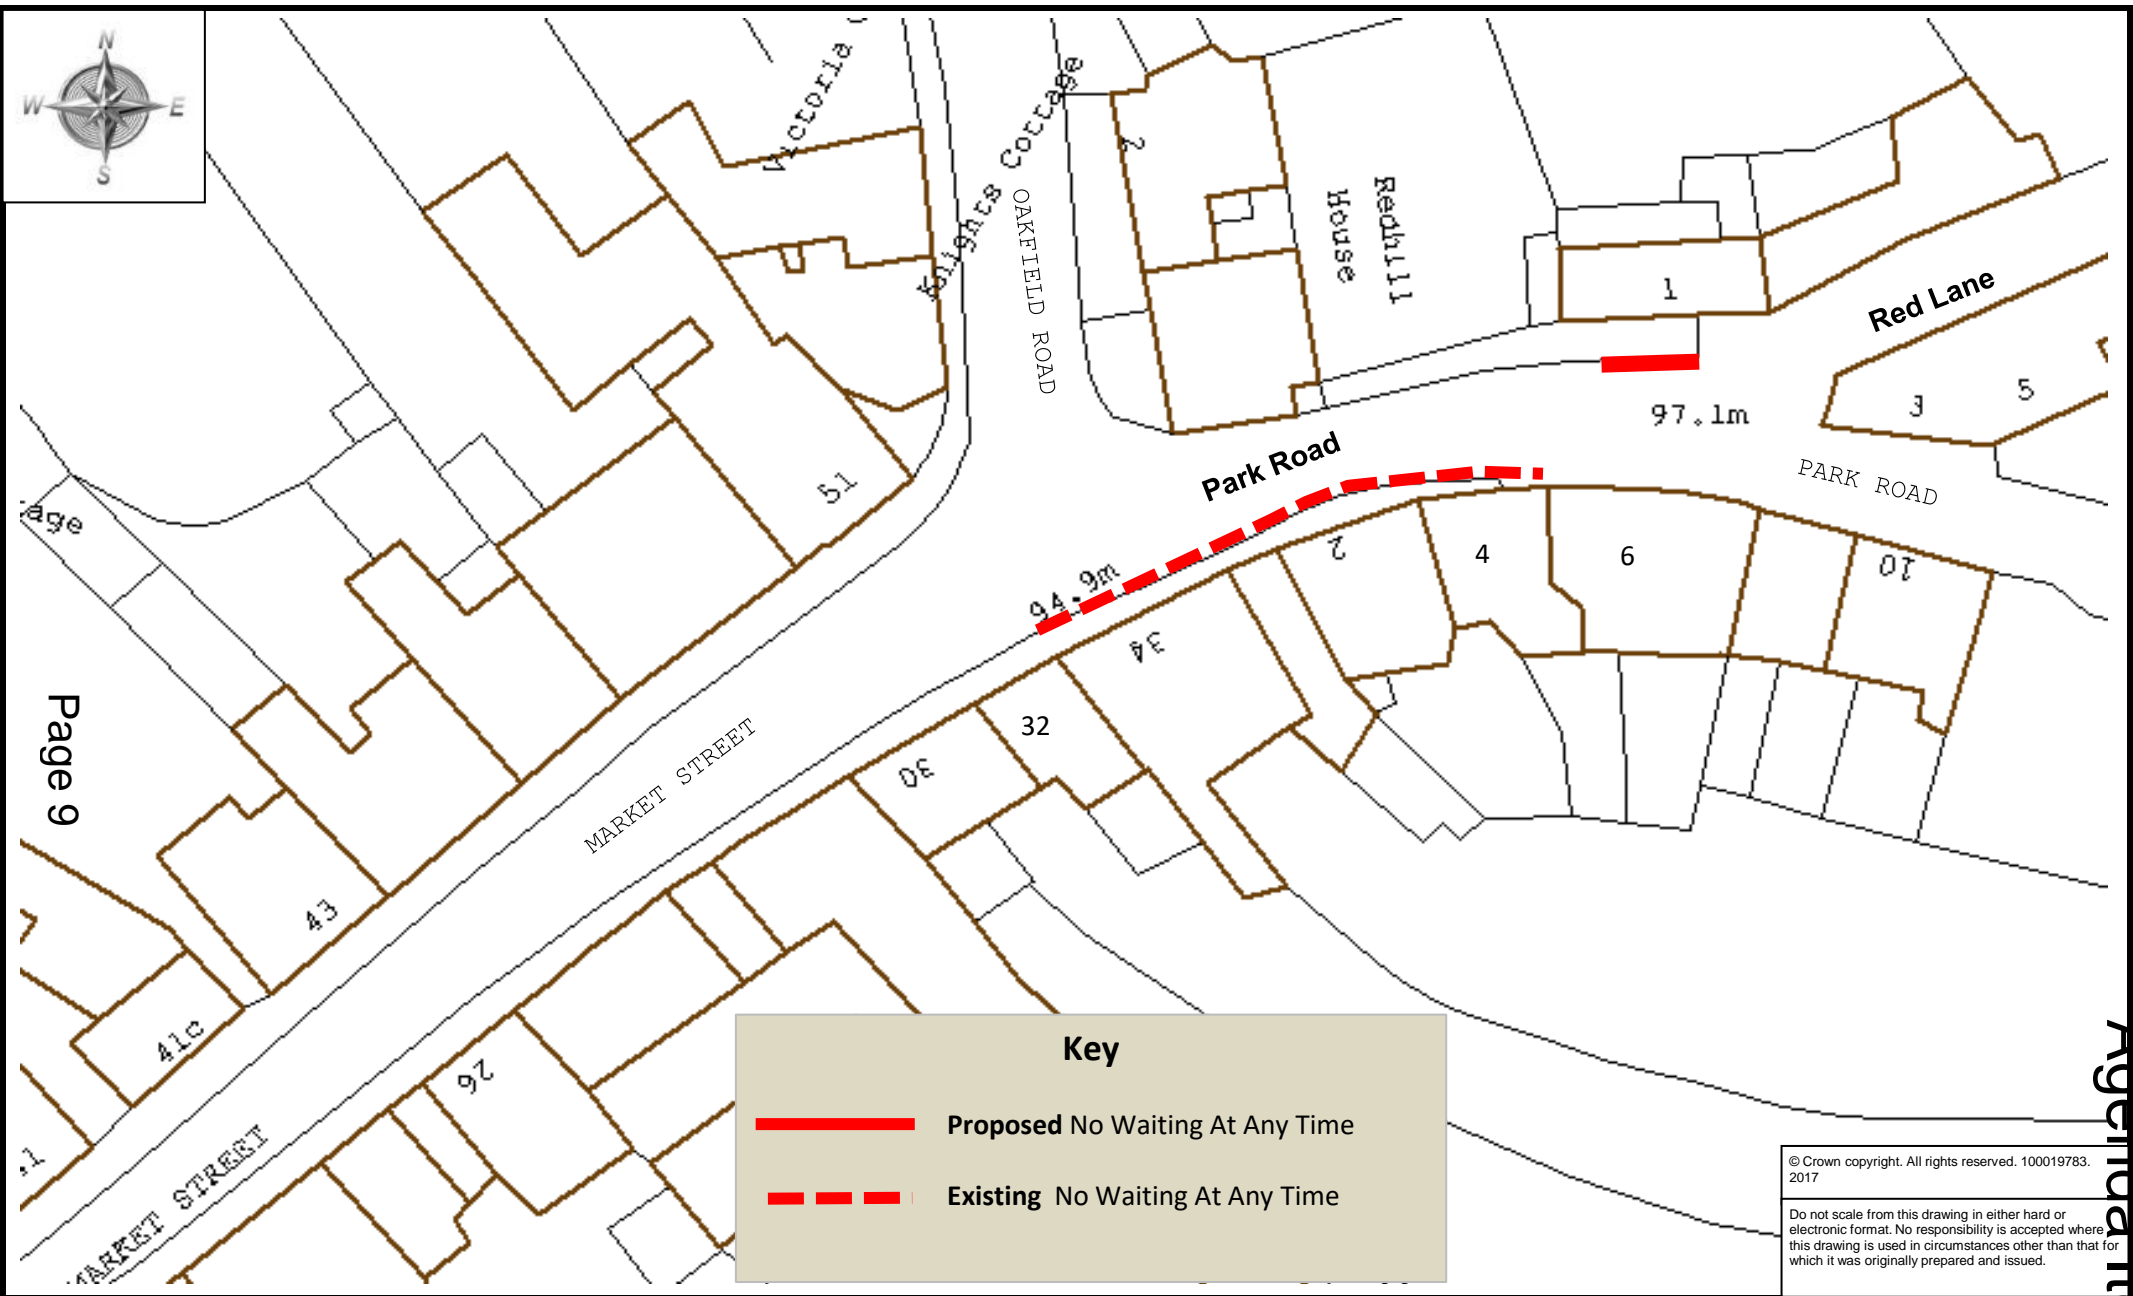 N
W E
S
Victoria
Knights Cottage
OAKFIELD ROAD
2
Redhill
House
1
Red Lane
3
5
97.1m
Park Road
PARK ROAD
51
94.9m
2
4
6
10
34
32
30
MARKET STREET
Page 9
43
41c
26
MARKET STREET
Key
Proposed No Waiting At Any Time
Existing No Waiting At Any Time
© Crown copyright. All rights reserved. 100019783.
2017
Do not scale from this drawing in either hard or
electronic format. No responsibility is accepted where
this drawing is used in circumstances other than that for
which it was originally prepared and issued.